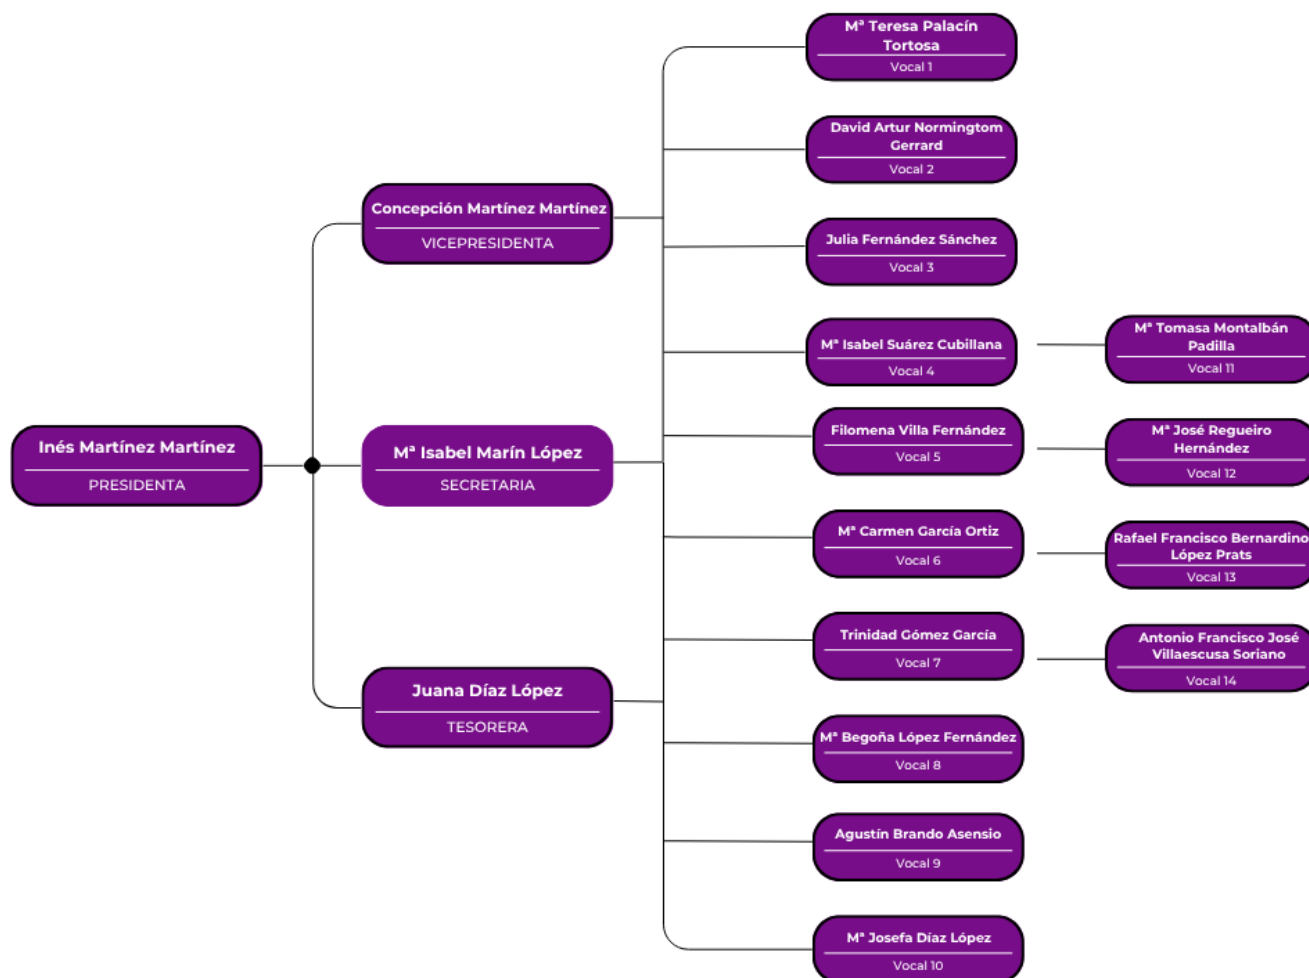 Inés Martínez Martínez
PRESIDENTA
Concepción Martínez Martínez
VICEPRESIDENTA
Mª Isabel Marín López
SECRETARIA
Juana Díaz López
TESORERA
Mª Teresa Palacín
Tortosa
Vocal 1
David Artur Normingtom
Gerrard
Vocal 2
Julia Fernández Sánchez
Vocal 3
Mª Isabel Suárez Cubillana
Vocal 4
Filomena Villa Fernández
Vocal 5
Mª Carmen García Ortiz
Vocal 6
Trinidad Gómez García
Vocal 7
Mª Begoña López Fernández
Vocal 8
Agustín Brando Asensio
Vocal 9
Mª Josefa Díaz López
Vocal 10
Mª Tomasa Montalbán
Padilla
Vocal 11
Mª José Regueiro
Hernández
Vocal 12
Rafael Francisco Bernardino
López Prats
Vocal 13
Antonio Francisco José
Villaescusa Soriano
Vocal 14